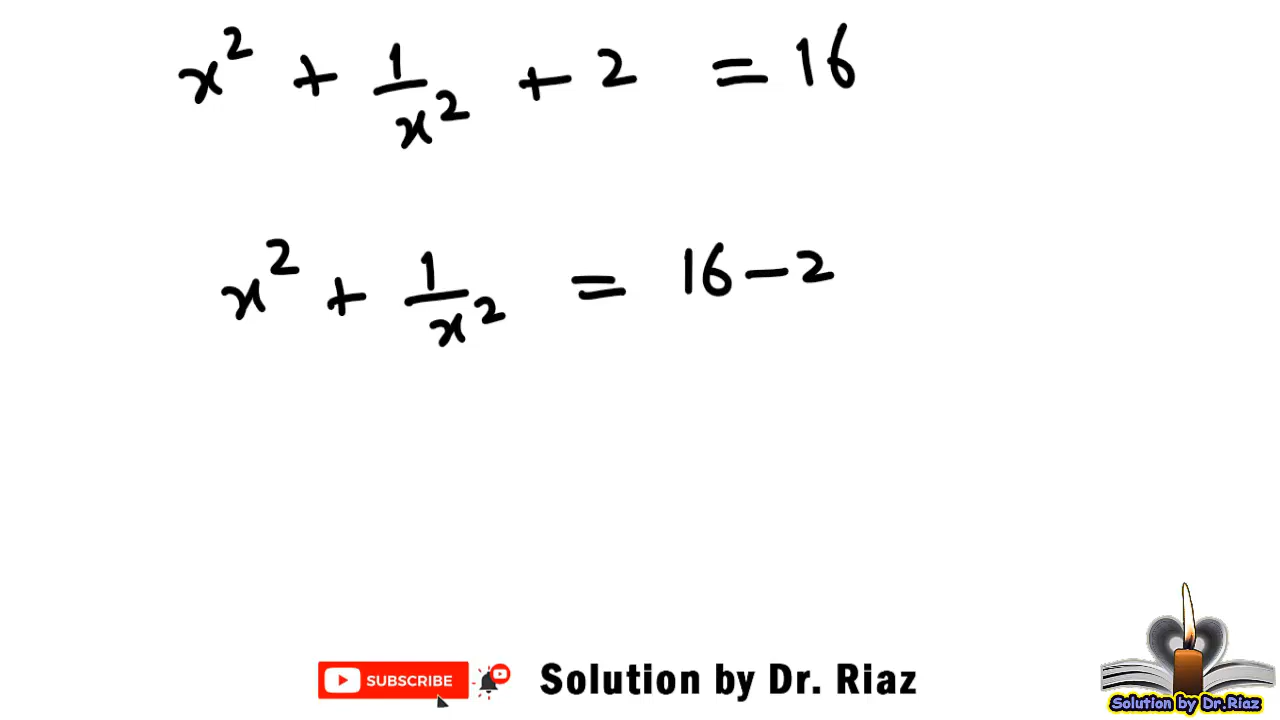 x² + 1/x² + 2 = 16
x² + 1/x² = 16 – 2
SUBSCRIBE
Solution by Dr. Riaz
Solution by Dr.Riaz